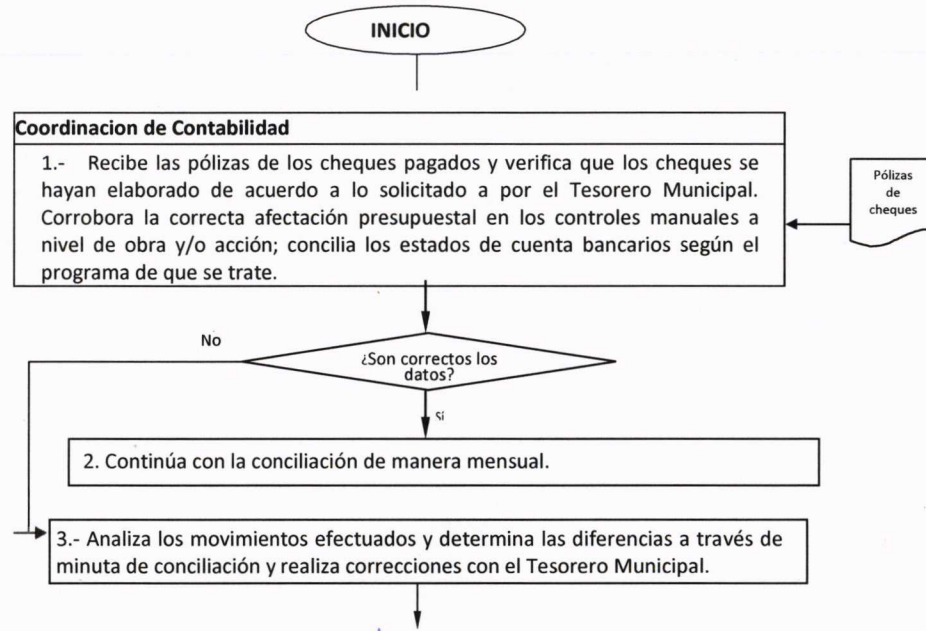 INICIO
Coordinacion de Contabilidad
1.- Recibe las pólizas de los cheques pagados y verifica que los cheques se
hayan elaborado de acuerdo a lo solicitado a por el Tesorero Municipal.
Corrobora la correcta afectación presupuestal en los controles manuales a
nivel de obra y/o acción; concilia los estados de cuenta bancarios según el
programa de que se trate.
Pólizas
de
cheques
No
¿Son correctos los
datos?
Sí
2. Continúa con la conciliación de manera mensual.
3.- Analiza los movimientos efectuados y determina las diferencias a través de
minuta de conciliación y realiza correcciones con el Tesorero Municipal.